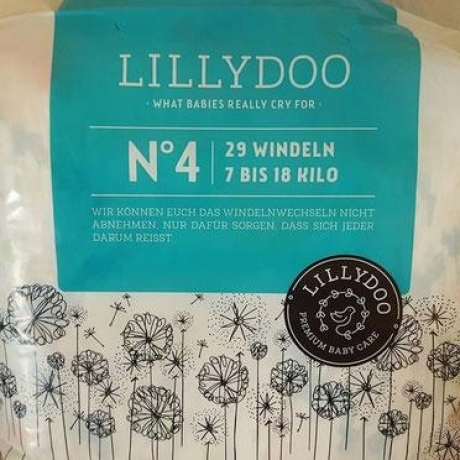 LILLYDOO
· WHAT BABIES REALLY CRY FOR ·
N°4
29 WINDELN
7 BIS 18 KILO
WIR KÖNNEN EUCH DAS WINDELNWECHSELN NICHT
ABNEHMEN, NUR DAFÜR SORGEN, DASS SICH JEDER
DARUM REISST
LILLYDOO
PREMIUM BABY CARE